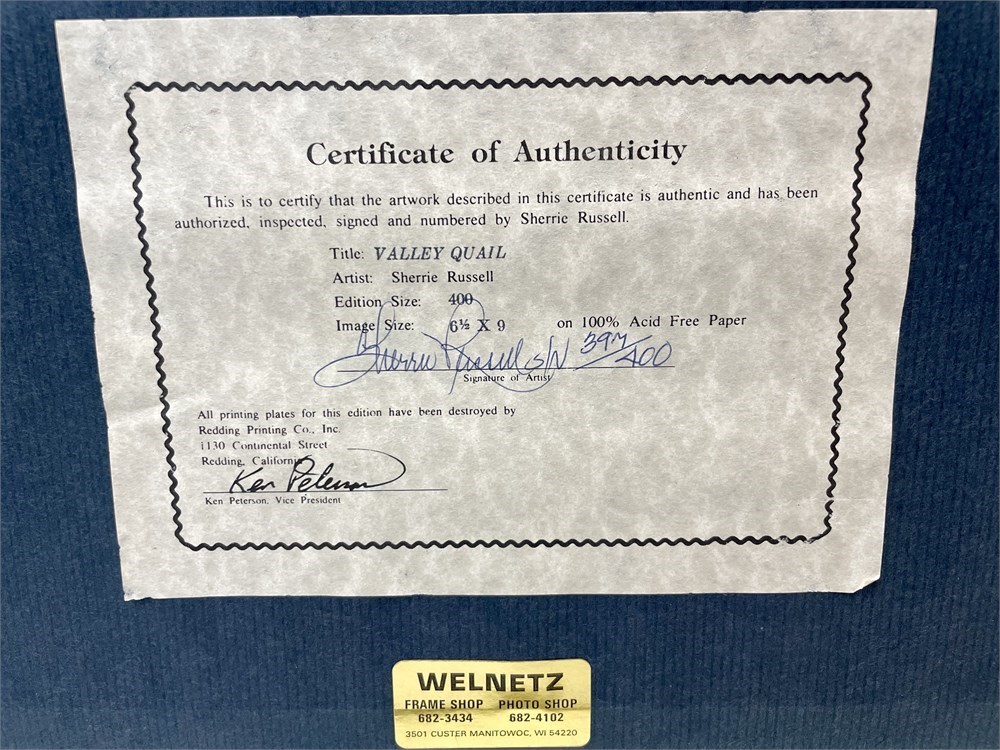 Certificate of Authenticity
This is to certify that the artwork described in this certificate is authentic and has been
authorized, inspected, signed and numbered by Sherrie Russell.
Title: VALLEY QUAIL
Artist: Sherrie Russell
Edition Size: 400
Image Size: 6½ X 9 on 100% Acid Free Paper
Sherrie Russell 397/400
Signature of Artist
All printing plates for this edition have been destroyed by
Redding Printing Co., Inc.
1130 Continental Street
Redding, California
Ken Peterson
Ken Peterson, Vice President
WELNETZ
FRAME SHOP PHOTO SHOP
682-3434 682-4102
3501 CUSTER MANITOWOC, WI 54220